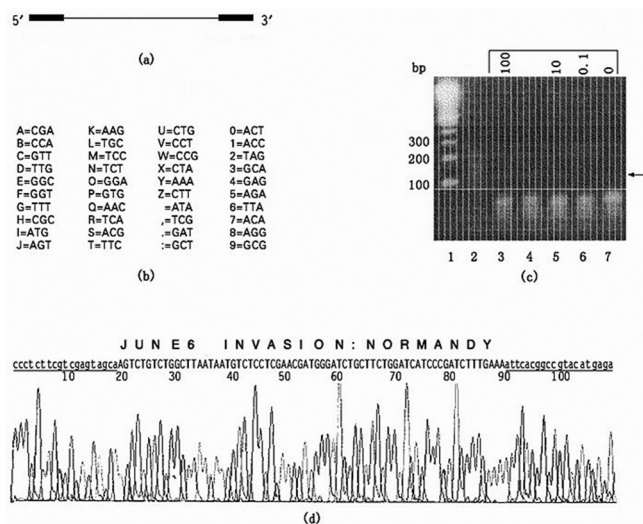 5′ 3′
(a)
A=CGA K=AAG U=CTG 0=ACT
B=CCA L=TGC V=CCT 1=ACC
C=GTT M=TCC W=CCG 2=TAG
D=TTG N=TCT X=CTA 3=GCA
E=GGC O=GGA Y=AAA 4=GAG
F=GGT P=GTG Z=CTT 5=AGA
G=TTT Q=AAC =ATA 6=TTA
H=CGC R=TCA ,=TCG 7=ACA
I=ATG S=ACG .=GAT 8=AGG
J=AGT T=TTC :=GCT 9=GCG
(b)
bp 100 10 0.1 0
300
200
100
1 2 3 4 5 6 7
(c)
JUNE6 INVASION:NORMANDY
ccctcttcgtcgagtagcaAGTCTGTCTGGCTTAATAATGTCTCCTCGAACGATGGGATCTGCTTCTGGATCATCCCGATCTTTGAAAattcacggccgtacatgaga
10 20 30 40 50 60 70 80 90 100
(d)